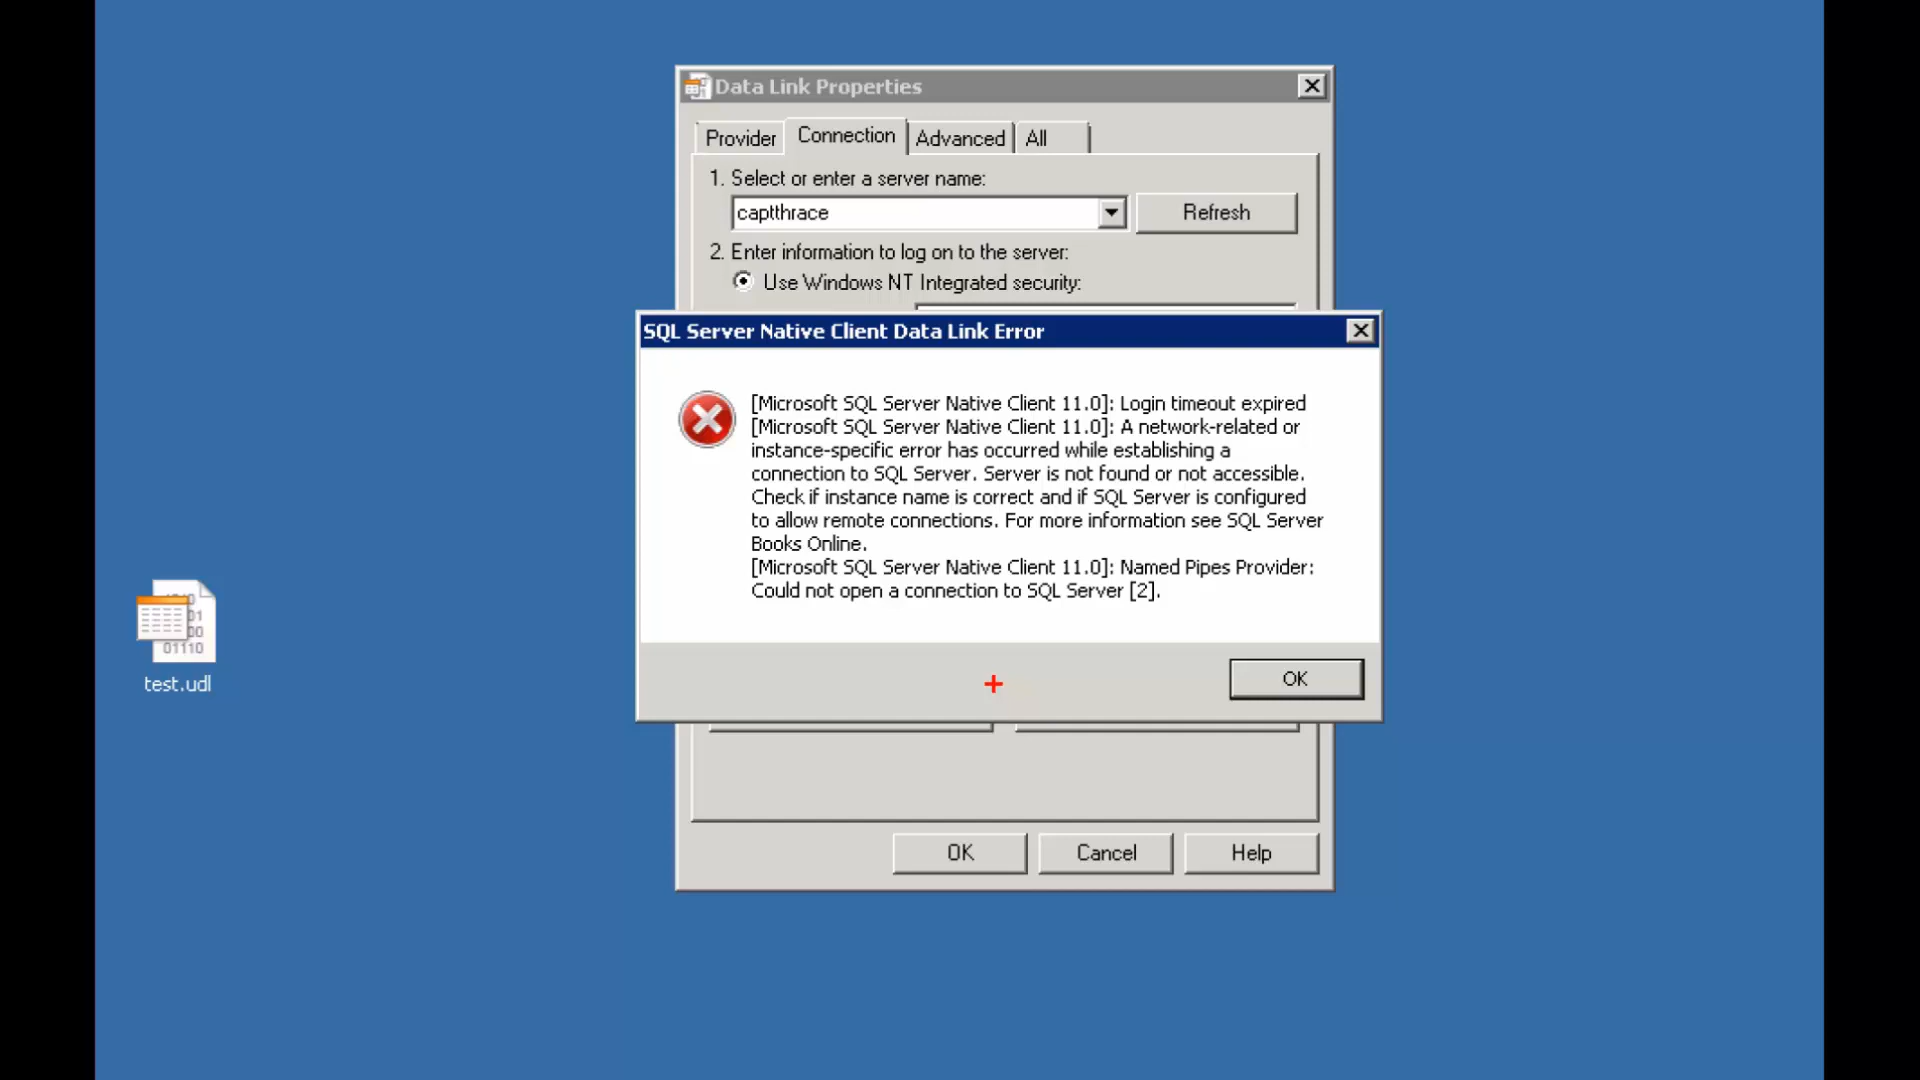 Data Link Properties
Provider
Connection
Advanced
All
1. Select or enter a server name:
captthrace
Refresh
2. Enter information to log on to the server:
Use Windows NT Integrated security:
SQL Server Native Client Data Link Error
[Microsoft SQL Server Native Client 11.0]: Login timeout expired
[Microsoft SQL Server Native Client 11.0]: A network-related or
instance-specific error has occurred while establishing a
connection to SQL Server. Server is not found or not accessible.
Check if instance name is correct and if SQL Server is configured
to allow remote connections. For more information see SQL Server
Books Online.
[Microsoft SQL Server Native Client 11.0]: Named Pipes Provider:
Could not open a connection to SQL Server [2].
OK
01110
test.udl
OK
Cancel
Help